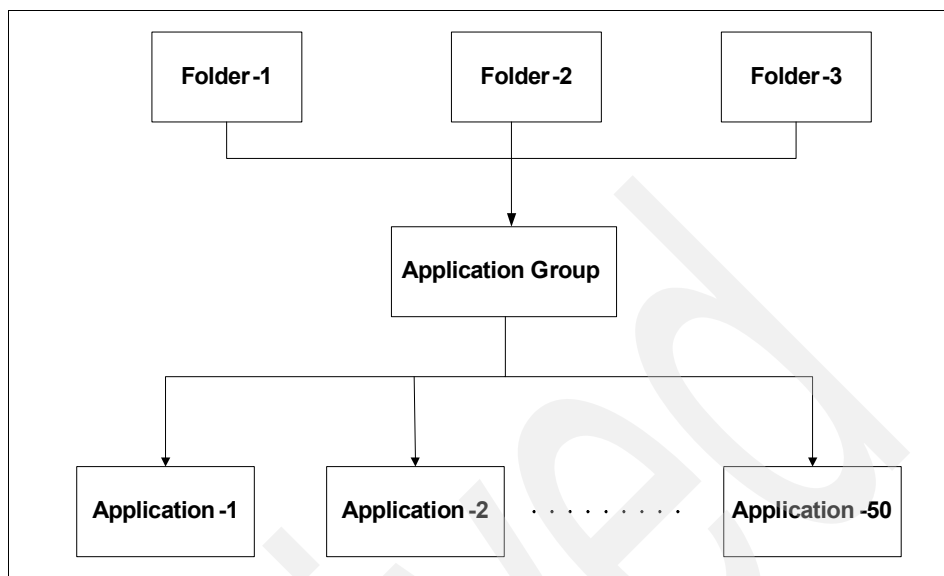 Folder-1
Folder-2
Folder-3
Application Group
Application -1
Application -2
. . . . . . . . .
Application -50